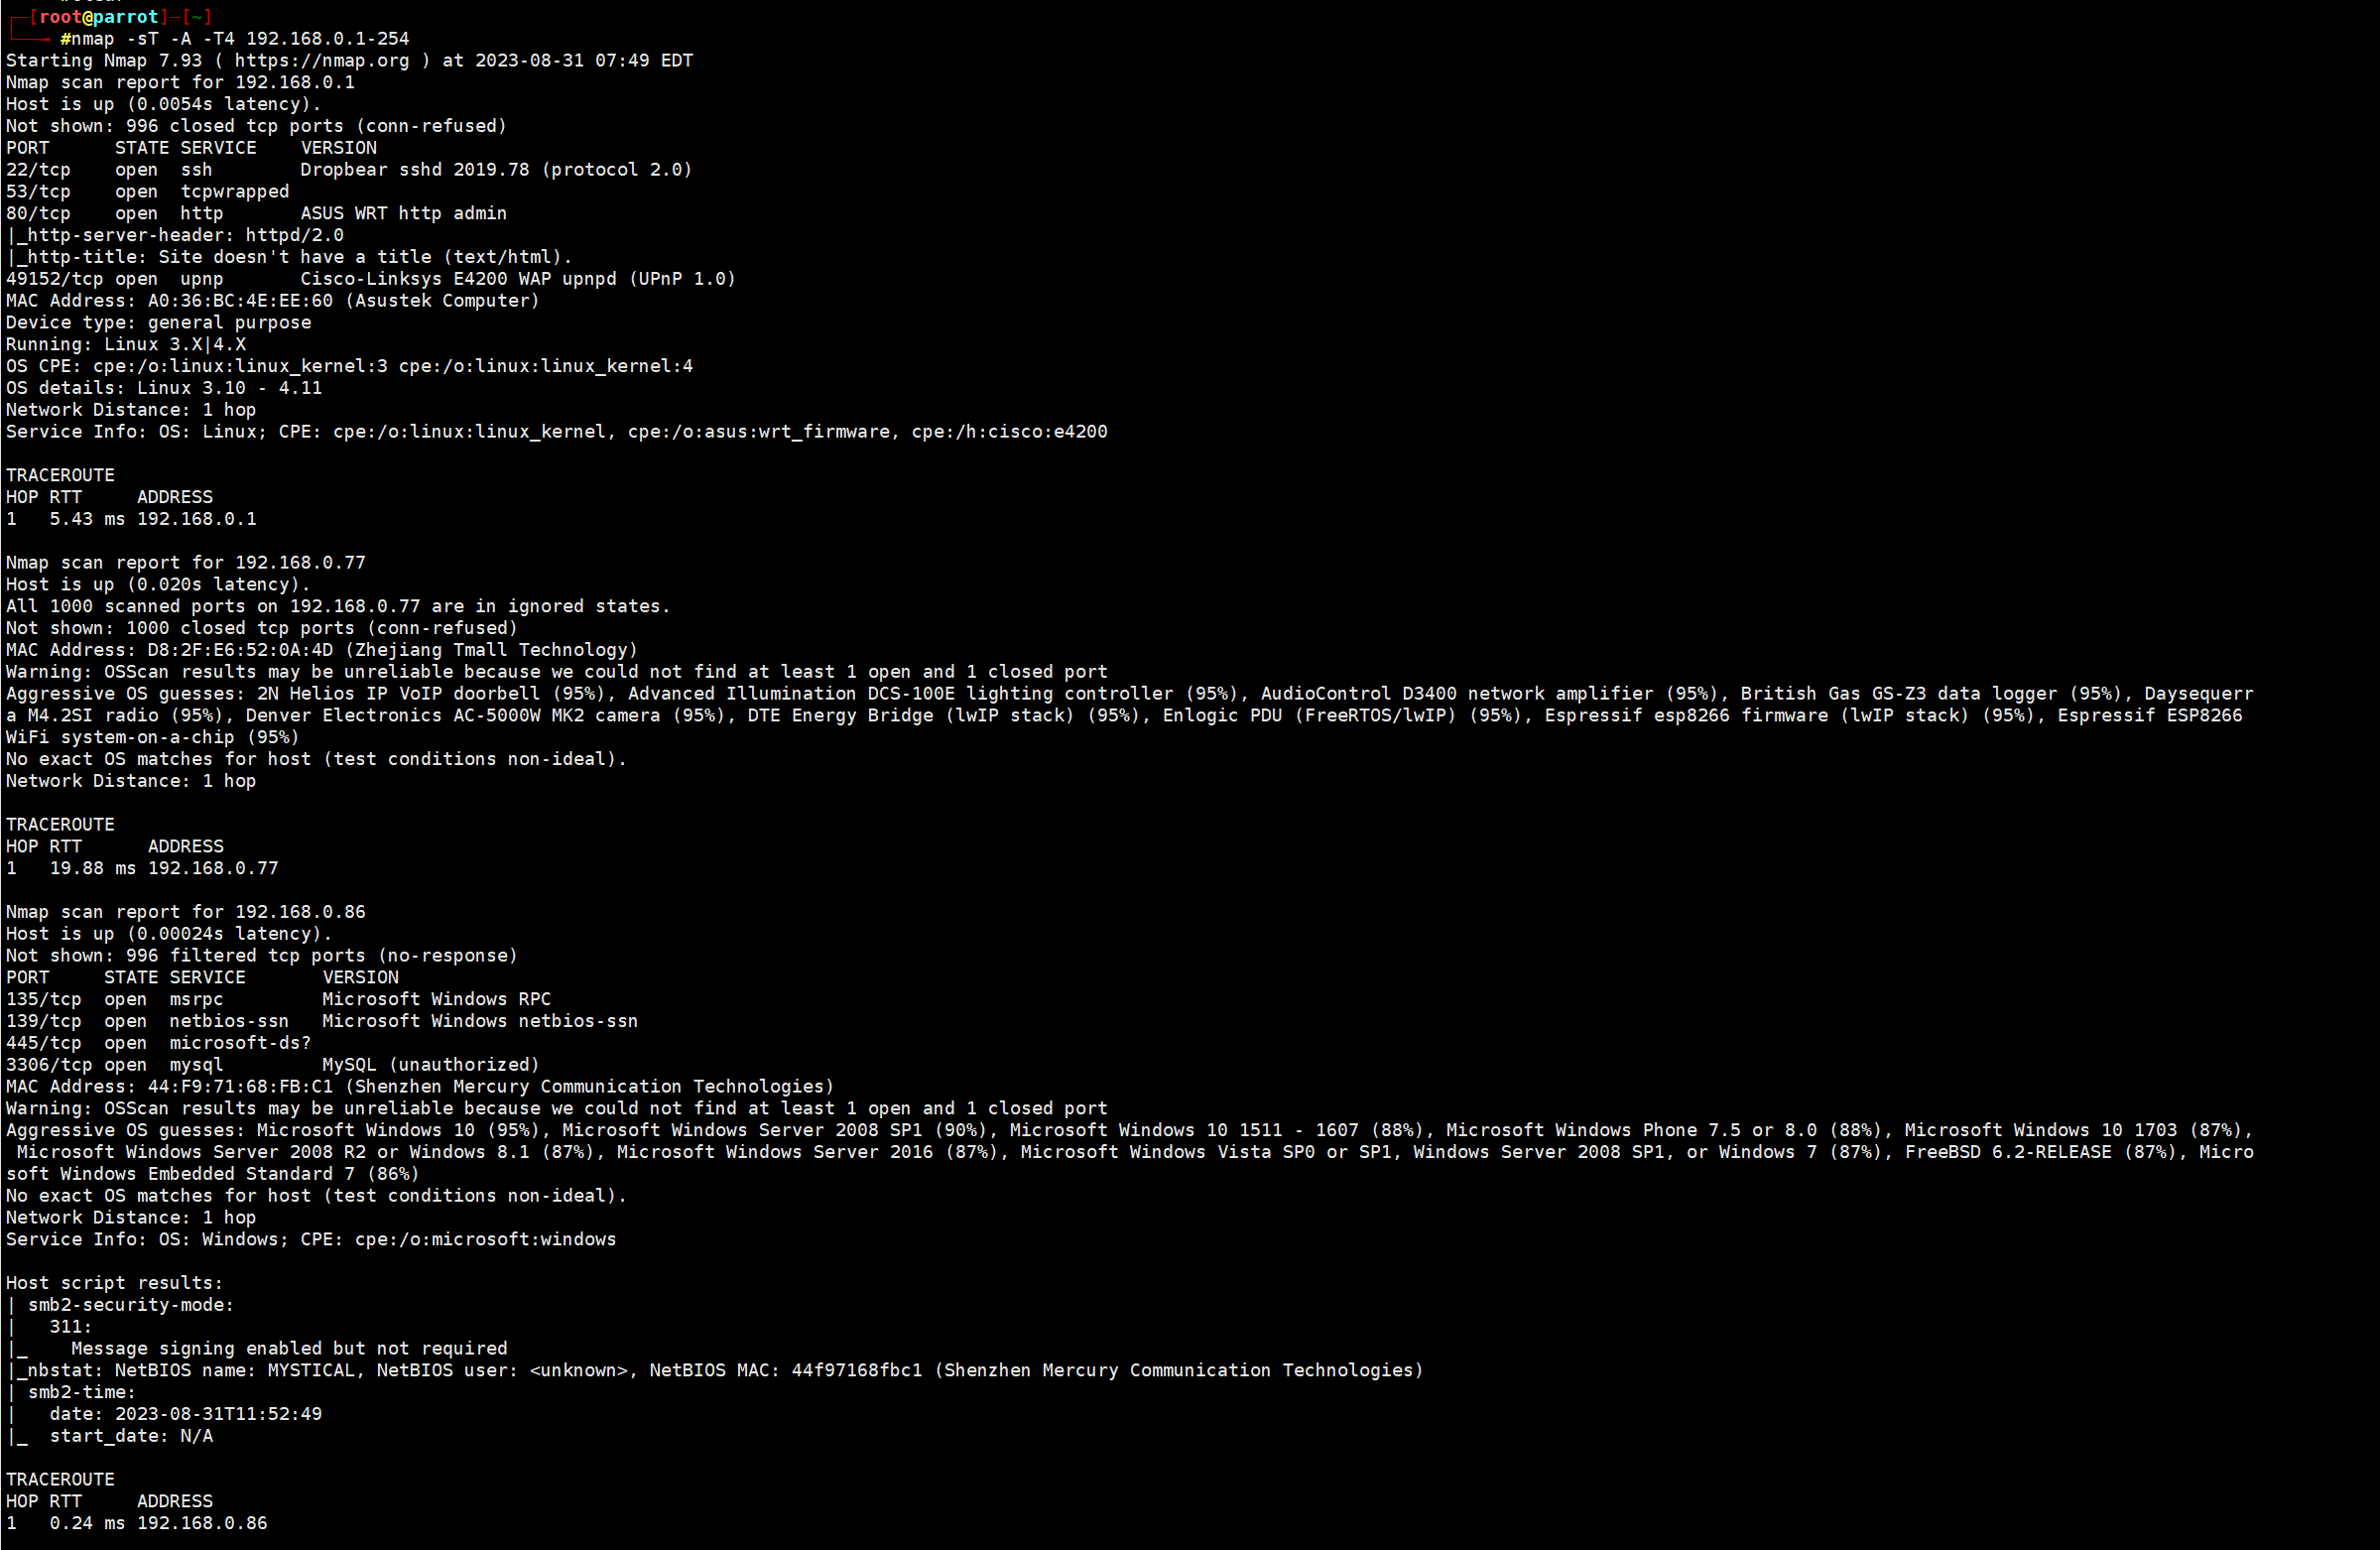 ┌─[root@parrot]─[~]
└──╼ #nmap -sT -A -T4 192.168.0.1-254
Starting Nmap 7.93 ( https://nmap.org ) at 2023-08-31 07:49 EDT
Nmap scan report for 192.168.0.1
Host is up (0.0054s latency).
Not shown: 996 closed tcp ports (conn-refused)
PORT      STATE SERVICE    VERSION
22/tcp    open  ssh        Dropbear sshd 2019.78 (protocol 2.0)
53/tcp    open  tcpwrapped
80/tcp    open  http       ASUS WRT http admin
|_http-server-header: httpd/2.0
|_http-title: Site doesn't have a title (text/html).
49152/tcp open  upnp       Cisco-Linksys E4200 WAP upnpd (UPnP 1.0)
MAC Address: A0:36:BC:4E:EE:60 (Asustek Computer)
Device type: general purpose
Running: Linux 3.X|4.X
OS CPE: cpe:/o:linux:linux_kernel:3 cpe:/o:linux:linux_kernel:4
OS details: Linux 3.10 - 4.11
Network Distance: 1 hop
Service Info: OS: Linux; CPE: cpe:/o:linux:linux_kernel, cpe:/o:asus:wrt_firmware, cpe:/h:cisco:e4200
TRACEROUTE
HOP RTT     ADDRESS
1   5.43 ms 192.168.0.1
Nmap scan report for 192.168.0.77
Host is up (0.020s latency).
All 1000 scanned ports on 192.168.0.77 are in ignored states.
Not shown: 1000 closed tcp ports (conn-refused)
MAC Address: D8:2F:E6:52:0A:4D (Zhejiang Tmall Technology)
Warning: OSScan results may be unreliable because we could not find at least 1 open and 1 closed port
Aggressive OS guesses: 2N Helios IP VoIP doorbell (95%), Advanced Illumination DCS-100E lighting controller (95%), AudioControl D3400 network amplifier (95%), British Gas GS-Z3 data logger (95%), Daysequerr
a M4.2SI radio (95%), Denver Electronics AC-5000W MK2 camera (95%), DTE Energy Bridge (lwIP stack) (95%), Enlogic PDU (FreeRTOS/lwIP) (95%), Espressif esp8266 firmware (lwIP stack) (95%), Espressif ESP8266
WiFi system-on-a-chip (95%)
No exact OS matches for host (test conditions non-ideal).
Network Distance: 1 hop
TRACEROUTE
HOP RTT      ADDRESS
1   19.88 ms 192.168.0.77
Nmap scan report for 192.168.0.86
Host is up (0.00024s latency).
Not shown: 996 filtered tcp ports (no-response)
PORT     STATE SERVICE       VERSION
135/tcp  open  msrpc         Microsoft Windows RPC
139/tcp  open  netbios-ssn   Microsoft Windows netbios-ssn
445/tcp  open  microsoft-ds?
3306/tcp open  mysql         MySQL (unauthorized)
MAC Address: 44:F9:71:68:FB:C1 (Shenzhen Mercury Communication Technologies)
Warning: OSScan results may be unreliable because we could not find at least 1 open and 1 closed port
Aggressive OS guesses: Microsoft Windows 10 (95%), Microsoft Windows Server 2008 SP1 (90%), Microsoft Windows 10 1511 - 1607 (88%), Microsoft Windows Phone 7.5 or 8.0 (88%), Microsoft Windows 10 1703 (87%),
 Microsoft Windows Server 2008 R2 or Windows 8.1 (87%), Microsoft Windows Server 2016 (87%), Microsoft Windows Vista SP0 or SP1, Windows Server 2008 SP1, or Windows 7 (87%), FreeBSD 6.2-RELEASE (87%), Micro
soft Windows Embedded Standard 7 (86%)
No exact OS matches for host (test conditions non-ideal).
Network Distance: 1 hop
Service Info: OS: Windows; CPE: cpe:/o:microsoft:windows
Host script results:
| smb2-security-mode:
|   311:
|_    Message signing enabled but not required
|_nbstat: NetBIOS name: MYSTICAL, NetBIOS user: <unknown>, NetBIOS MAC: 44f97168fbc1 (Shenzhen Mercury Communication Technologies)
| smb2-time:
|   date: 2023-08-31T11:52:49
|_  start_date: N/A
TRACEROUTE
HOP RTT     ADDRESS
1   0.24 ms 192.168.0.86